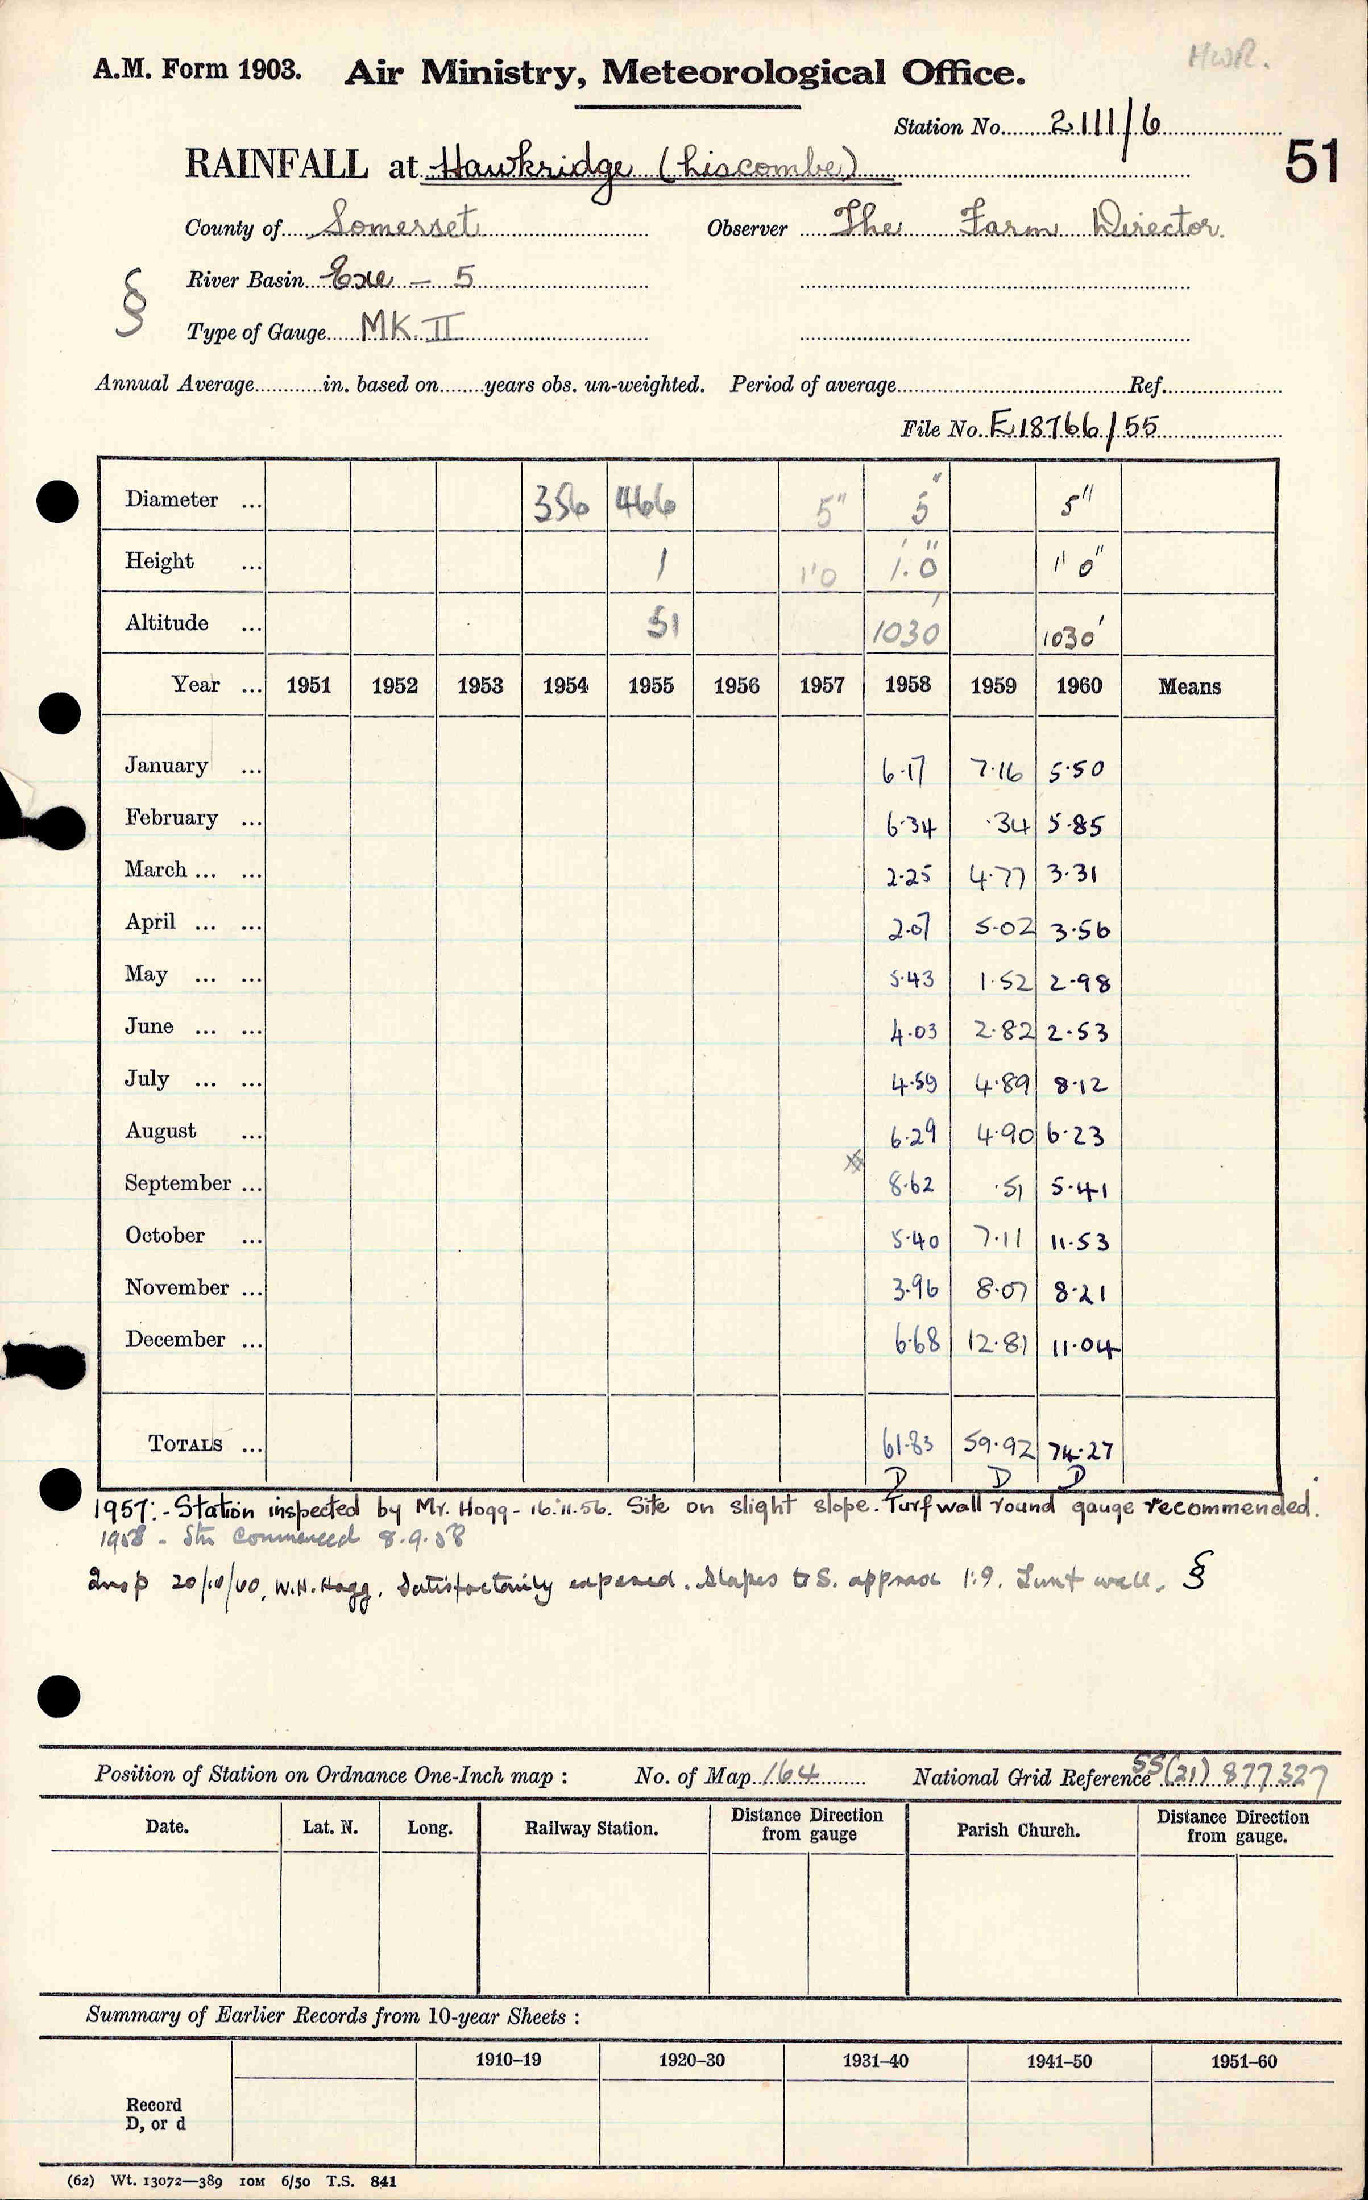 HWR.
A.M. Form 1903. Air Ministry, Meteorological Office.
Station No. 2111/6
51
RAINFALL at Hawkridge (Liscombe)
County of Somerset Observer The Farm Director.
River Basin Exe – 5
§
Type of Gauge MK II
Annual Average in. based on years obs. un-weighted. Period of average Ref.
File No. E18766/55
Diameter ... 356 466 5" 5" 5"
Height ... 1 1'0 1'.0" 1' 0"
Altitude ... 51 1030' 1030'
Year ... 1951 1952 1953 1954 1955 1956 1957 1958 1959 1960 Means
January ... 6.17 7.16 5.50
February ... 6.34 .34 5.85
March ... ... 2.25 4.77 3.31
April ... ... 2.07 5.02 3.56
May ... ... 5.43 1.52 2.98
June ... ... 4.03 2.82 2.53
July ... ... 4.59 4.89 8.12
August ... 6.29 4.90 6.23
September ... 8.62 .51 5.41
October ... 5.40 7.11 11.53
November ... 3.96 8.07 8.21
December ... 6.68 12.81 11.04
TOTALS ... 61.83 59.92 74.27
D D D
1957:- Station inspected by Mr. Hogg - 16.11.56. Site on slight slope. Turf wall round gauge recommended.
1958 - Stn Commenced 8.9.58
Insp 20/10/60, W.H. Hogg. Satisfactorily exposed. Slopes to S. approx 1:9. Turf wall. §
Position of Station on Ordnance One-Inch map : No. of Map 164 National Grid Reference SS(21) 877327
Date. Lat. N. Long. Railway Station. Distance Direction from gauge Parish Church. Distance Direction from gauge.
Summary of Earlier Records from 10-year Sheets :
1910–19 1920–30 1931–40 1941–50 1951–60
Record
D, or d
(62) Wt. 13072—389 10M 6/50 T.S. 841